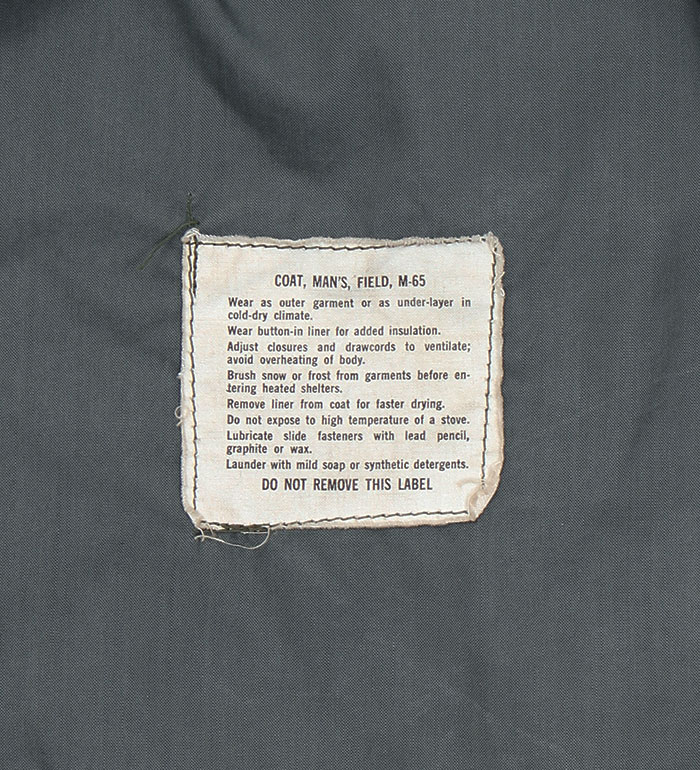 COAT, MAN'S, FIELD, M-65
Wear as outer garment or as under-layer in
cold-dry climate.
Wear button-in liner for added insulation.
Adjust closures and drawcords to ventilate;
avoid overheating of body.
Brush snow or frost from garments before en-
tering heated shelters.
Remove liner from coat for faster drying.
Do not expose to high temperature of a stove.
Lubricate slide fasteners with lead pencil,
graphite or wax.
Launder with mild soap or synthetic detergents.
DO NOT REMOVE THIS LABEL